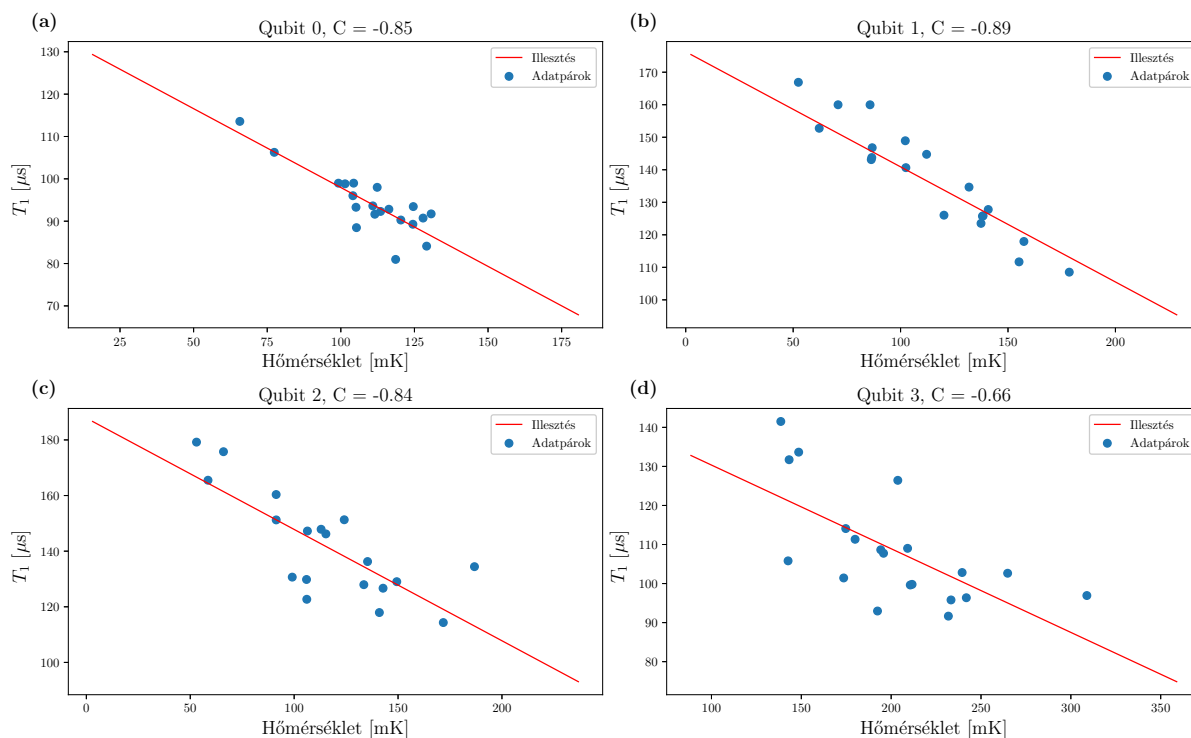 (a)
Qubit 0, C = -0.85
130
120
110
100
90
80
70
T₁ [μs]
25 50 75 100 125 150 175
Hőmérséklet [mK]
Illesztés
Adatpárok
(b)
Qubit 1, C = -0.89
170
160
150
140
130
120
110
100
T₁ [μs]
0 50 100 150 200
Hőmérséklet [mK]
Illesztés
Adatpárok
(c)
Qubit 2, C = -0.84
180
160
140
120
100
T₁ [μs]
0 50 100 150 200
Hőmérséklet [mK]
Illesztés
Adatpárok
(d)
Qubit 3, C = -0.66
140
130
120
110
100
90
80
T₁ [μs]
100 150 200 250 300 350
Hőmérséklet [mK]
Illesztés
Adatpárok